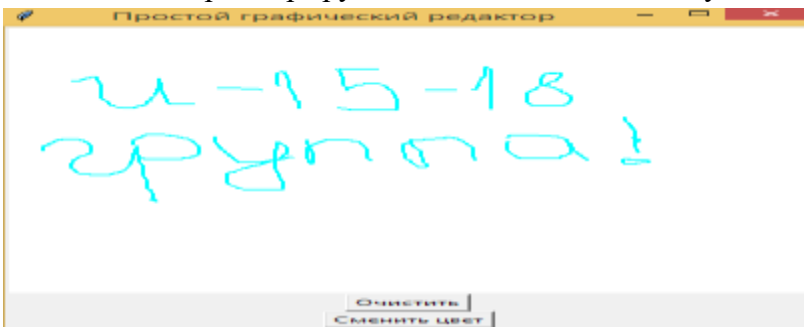 Простой графический редактор
и-15-18
группа!
Очистить
Сменить цвет